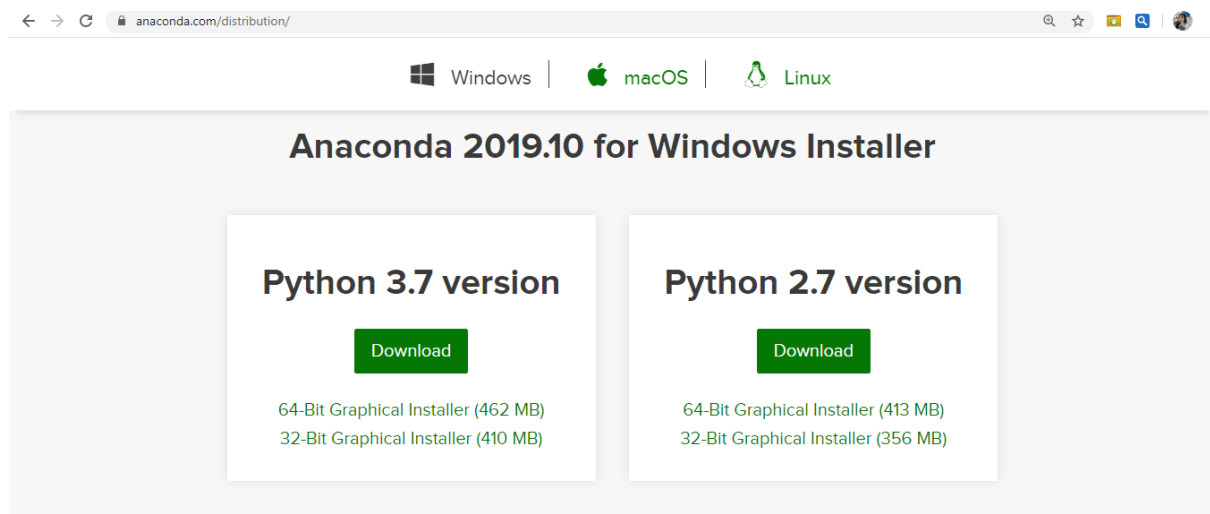 anaconda.com/distribution/
Windows macOS Linux
Anaconda 2019.10 for Windows Installer
Python 3.7 version
Download
64-Bit Graphical Installer (462 MB)
32-Bit Graphical Installer (410 MB)
Python 2.7 version
Download
64-Bit Graphical Installer (413 MB)
32-Bit Graphical Installer (356 MB)